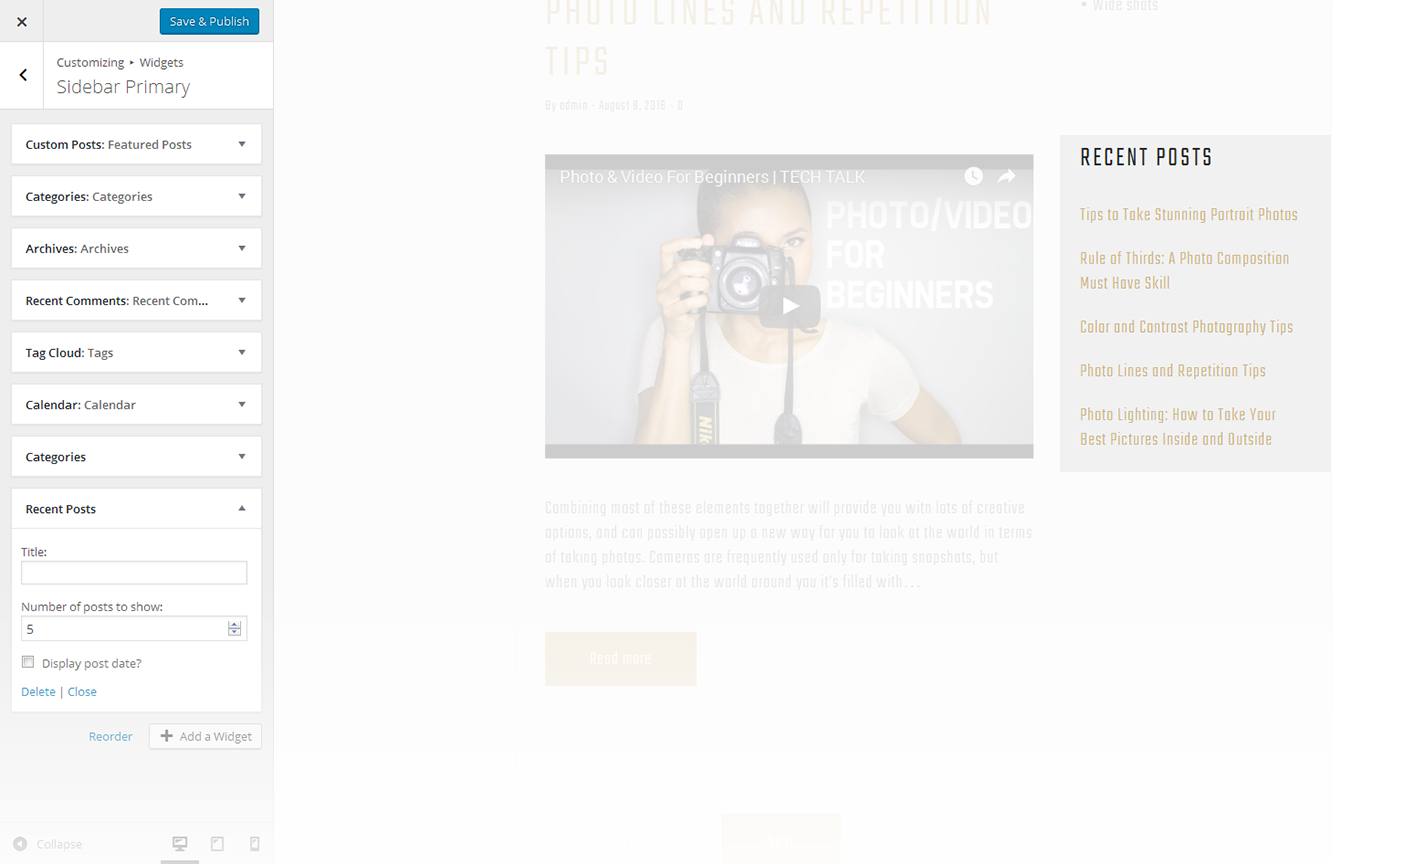 Save & Publish
Customizing ▸ Widgets
Sidebar Primary
Custom Posts: Featured Posts
Categories: Categories
Archives: Archives
Recent Comments: Recent Com...
Tag Cloud: Tags
Calendar: Calendar
Categories
Recent Posts
Title:
Number of posts to show:
5
Display post date?
Delete | Close
Reorder
Add a Widget
Collapse
PHOTO LINES AND REPETITION
TIPS
By admin - August 9, 2016 - 0
Photo & Video For Beginners | TECH TALK
PHOTO/VIDEO
FOR
BEGINNERS
NIK
Combining most of these elements together will provide you with lots of creative
options, and can possibly open up a new way for you to look at the world in terms
of taking photos. Cameras are frequently used only for taking snapshots, but
when you look closer at the world around you it's filled with...
Read more
• Wide shots
RECENT POSTS
Tips to Take Stunning Portrait Photos
Rule of Thirds: A Photo Composition
Must Have Skill
Color and Contrast Photography Tips
Photo Lines and Repetition Tips
Photo Lighting: How to Take Your
Best Pictures Inside and Outside